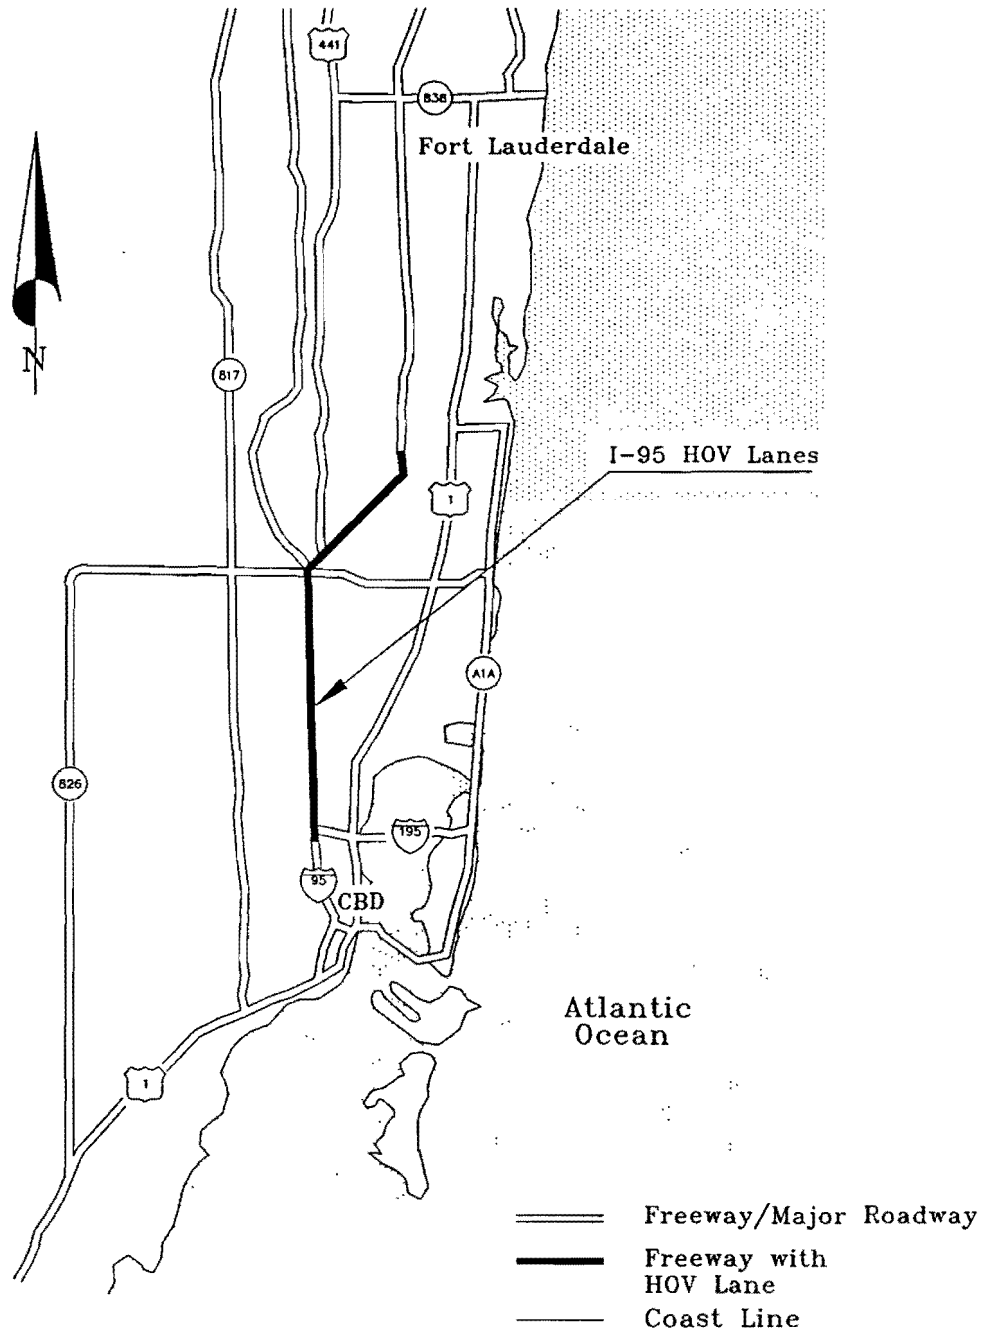 441
838
Fort Lauderdale
N
817
I-95 HOV Lanes
1
A1A
826
195
95
CBD
Atlantic
Ocean
1
Freeway/Major Roadway
Freeway with
HOV Lane
Coast Line